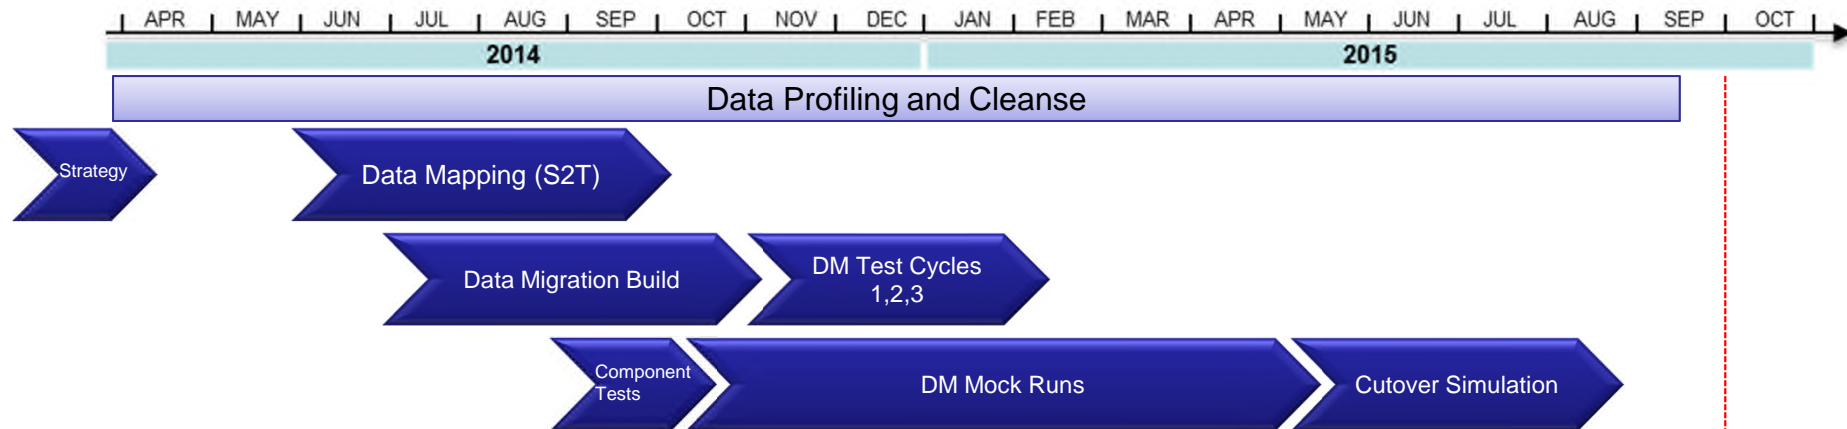 APR MAY JUN JUL AUG SEP OCT NOV DEC JAN FEB MAR APR MAY JUN JUL AUG SEP OCT
2014 2015
Data Profiling and Cleanse
Strategy
Data Mapping (S2T)
Data Migration Build
DM Test Cycles
1,2,3
Component
Tests
DM Mock Runs
Cutover Simulation